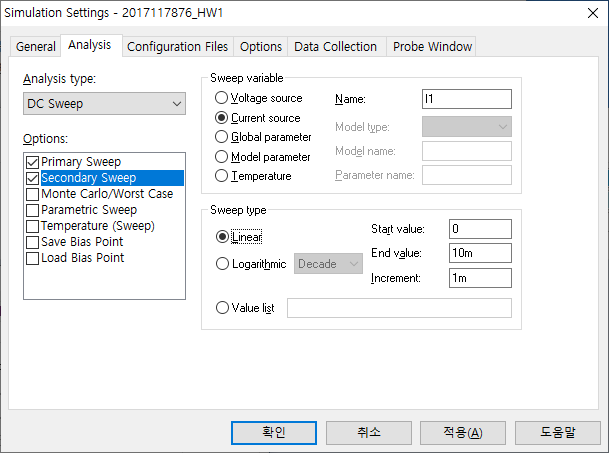 Simulation Settings - 2017117876_HW1
General
Analysis
Configuration Files
Options
Data Collection
Probe Window
Analysis type:
DC Sweep
Options:
Primary Sweep
Secondary Sweep
Monte Carlo/Worst Case
Parametric Sweep
Temperature (Sweep)
Save Bias Point
Load Bias Point
Sweep variable
Voltage source
Current source
Global parameter
Model parameter
Temperature
Name: I1
Model type:
Model name:
Parameter name:
Sweep type
Linear
Logarithmic Decade
Value list
Start value: 0
End value: 10m
Increment: 1m
확인
취소
적용(A)
도움말